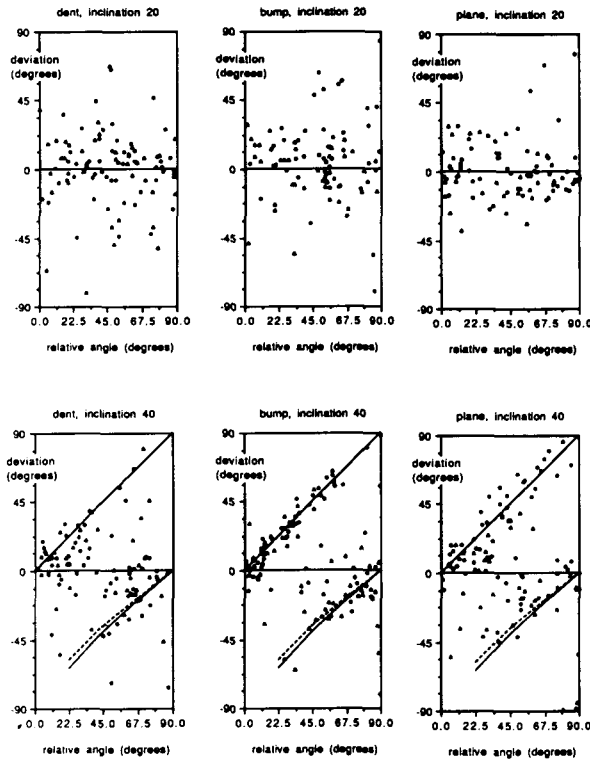 dent, inclination 20
bump, inclination 20
plane, inclination 20
90
deviation
(degrees)
45
0
-45
-90
0.0 22.5 45.0 67.5 90.0
relative angle (degrees)
90
deviation
(degrees)
45
0
-45
-90
0.0 22.5 45.0 67.5 90.0
relative angle (degrees)
90
deviation
(degrees)
45
0
-45
-90
0.0 22.5 45.0 67.5 90.0
relative angle (degrees)
dent, inclination 40
bump, inclination 40
plane, inclination 40
90
deviation
(degrees)
45
0
-45
-90
0.0 22.5 45.0 67.5 90.0
relative angle (degrees)
90
deviation
(degrees)
45
0
-45
-90
0.0 22.5 45.0 67.5 90.0
relative angle (degrees)
90
deviation
(degrees)
45
0
-45
-90
0.0 22.5 45.0 67.5 90.0
relative angle (degrees)